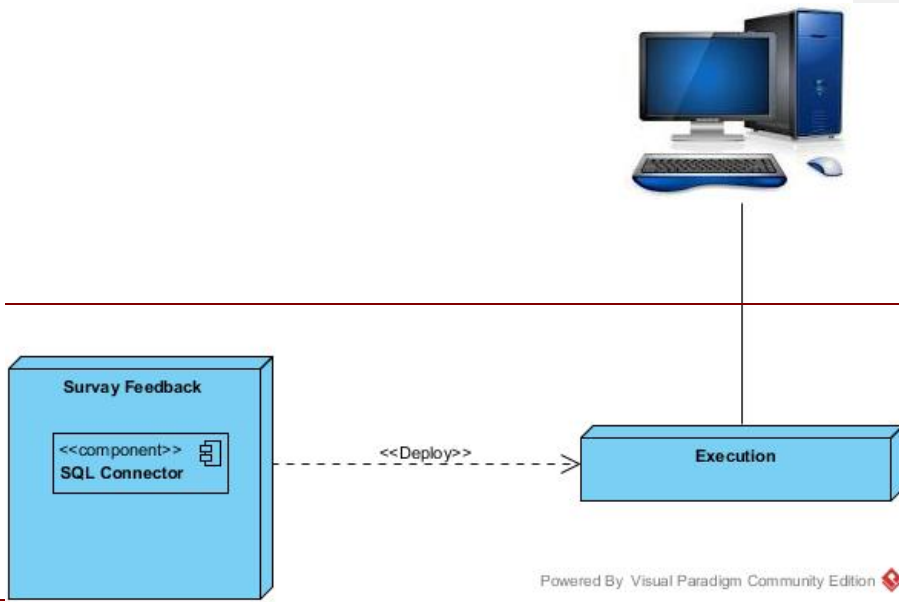 Survay Feedback
<<component>>
SQL Connector
<<Deploy>>
Execution
Powered By Visual Paradigm Community Edition